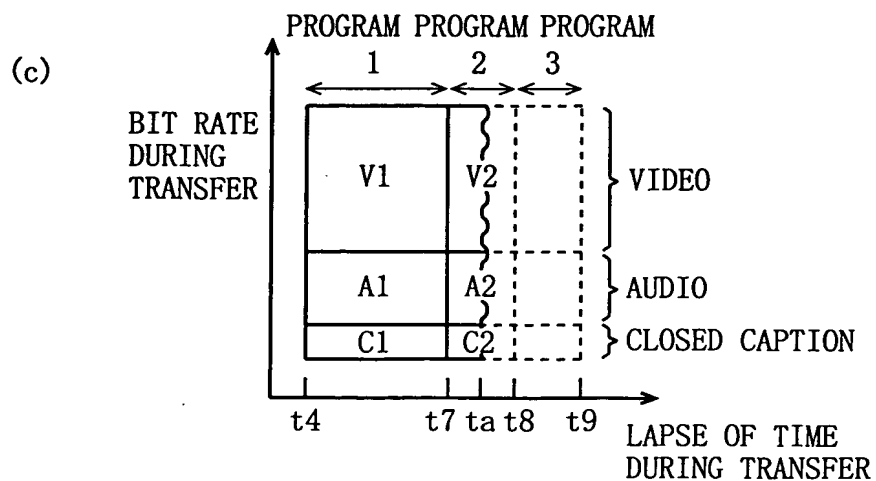 (c)
PROGRAM PROGRAM PROGRAM
1 2 3
BIT RATE
DURING
TRANSFER
V1 V2
VIDEO
A1 A2
AUDIO
C1 C2
CLOSED CAPTION
t4 t7 ta t8 t9
LAPSE OF TIME
DURING TRANSFER